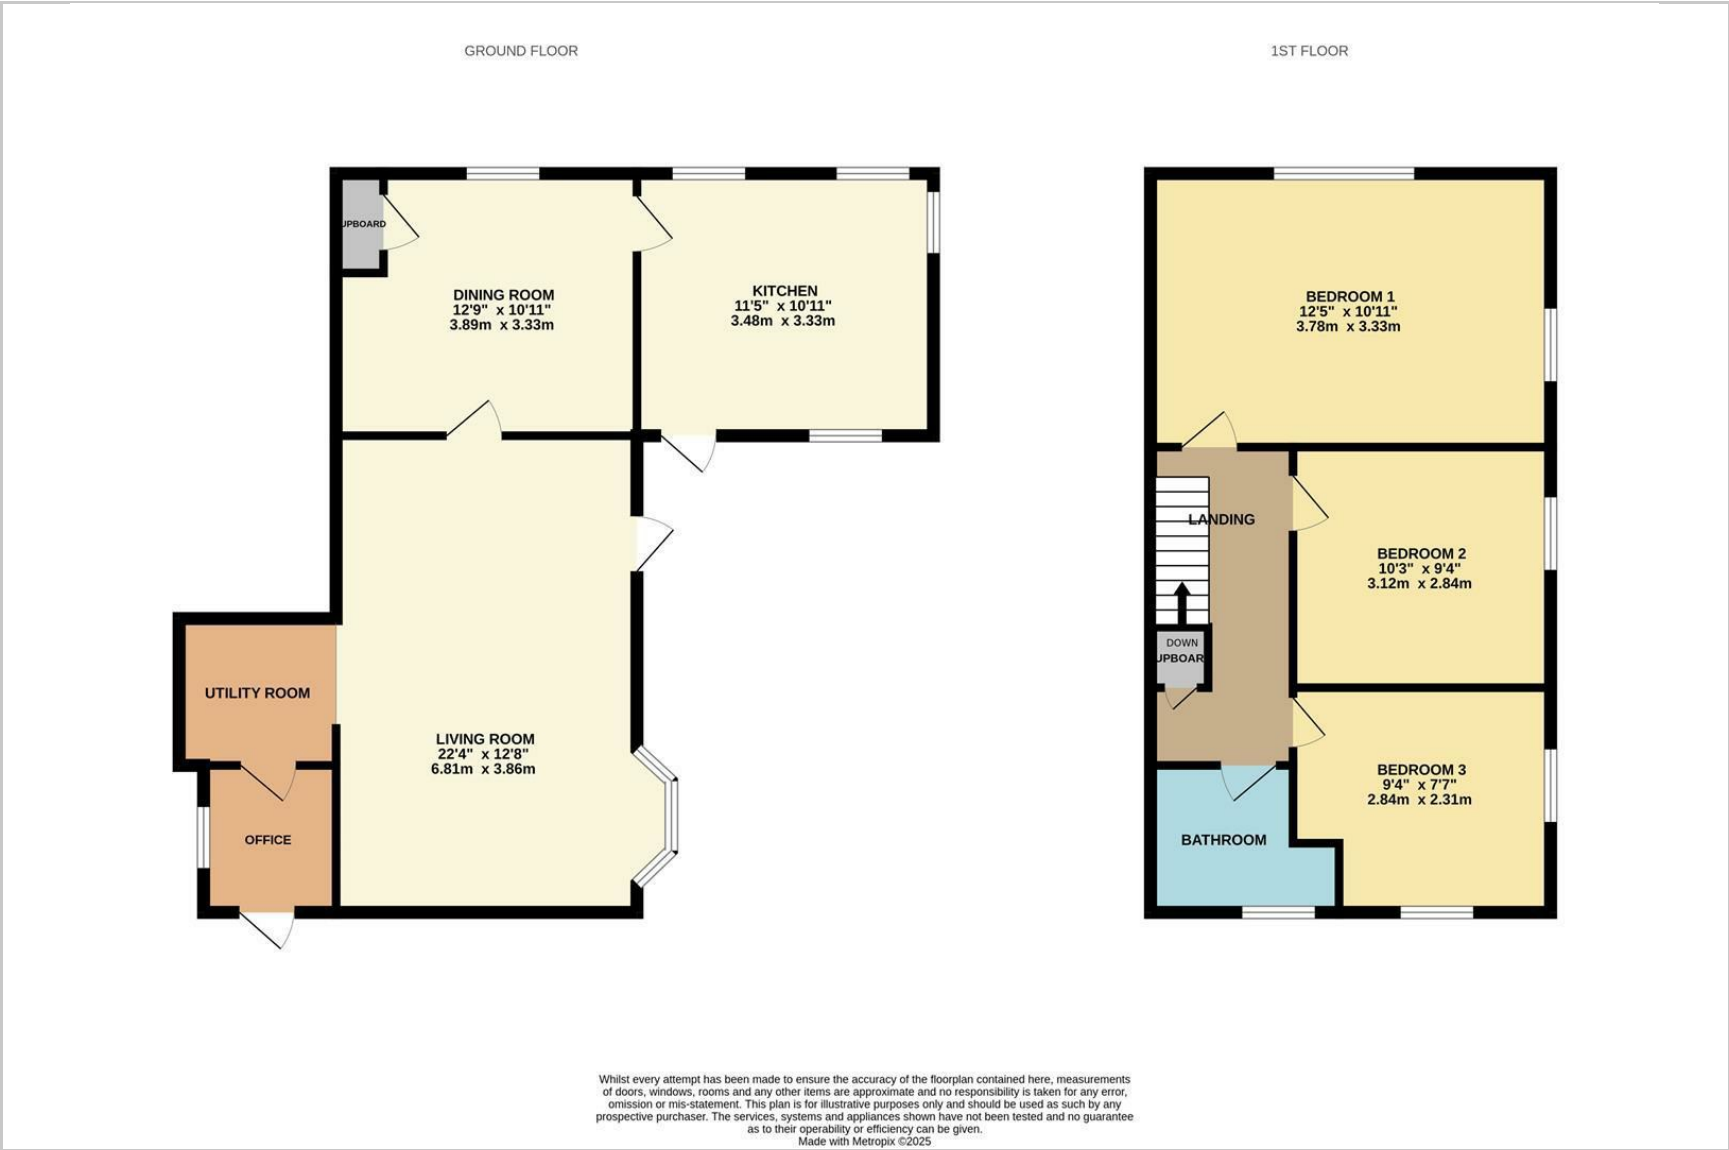 GROUND FLOOR
1ST FLOOR
UPBOARD
DINING ROOM
12'9" x 10'11"
3.89m x 3.33m
KITCHEN
11'5" x 10'11"
3.48m x 3.33m
UTILITY ROOM
OFFICE
LIVING ROOM
22'4" x 12'8"
6.81m x 3.86m
BEDROOM 1
12'5" x 10'11"
3.78m x 3.33m
LANDING
BEDROOM 2
10'3" x 9'4"
3.12m x 2.84m
DOWN
UPBOAR
BEDROOM 3
9'4" x 7'7"
2.84m x 2.31m
BATHROOM
Whilst every attempt has been made to ensure the accuracy of the floorplan contained here, measurements
of doors, windows, rooms and any other items are approximate and no responsibility is taken for any error,
omission or mis-statement. This plan is for illustrative purposes only and should be used as such by any
prospective purchaser. The services, systems and appliances shown have not been tested and no guarantee
as to their operability or efficiency can be given.
Made with Metropix ©2025